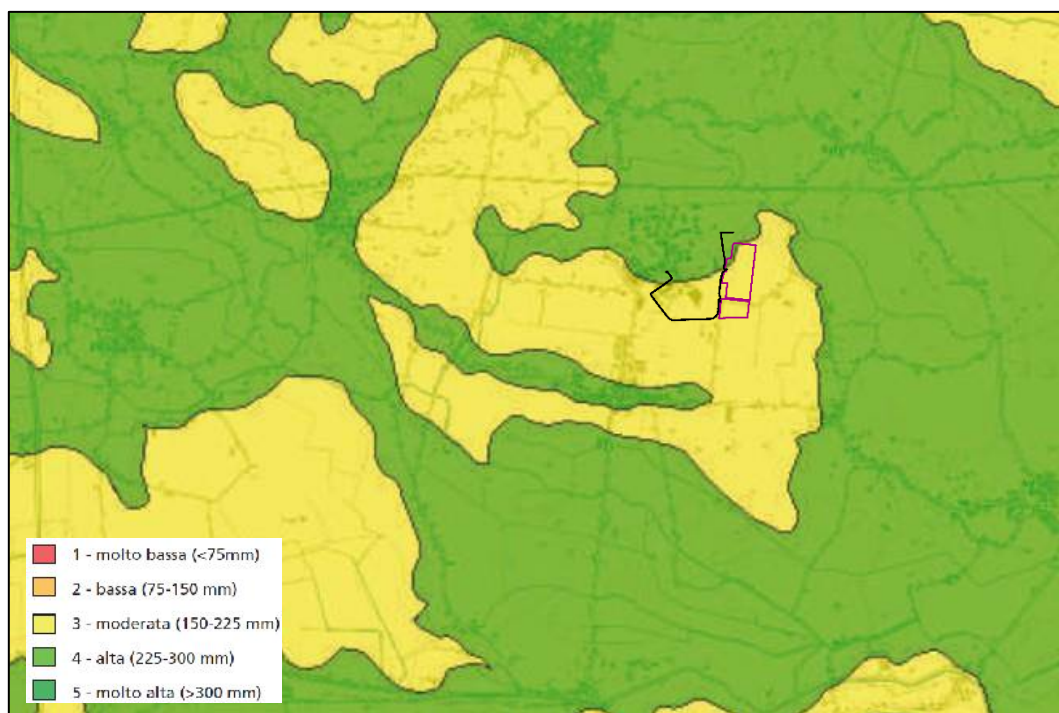 1 - molto bassa (<75mm)
2 - bassa (75-150 mm)
3 - moderata (150-225 mm)
4 - alta (225-300 mm)
5 - molto alta (>300 mm)